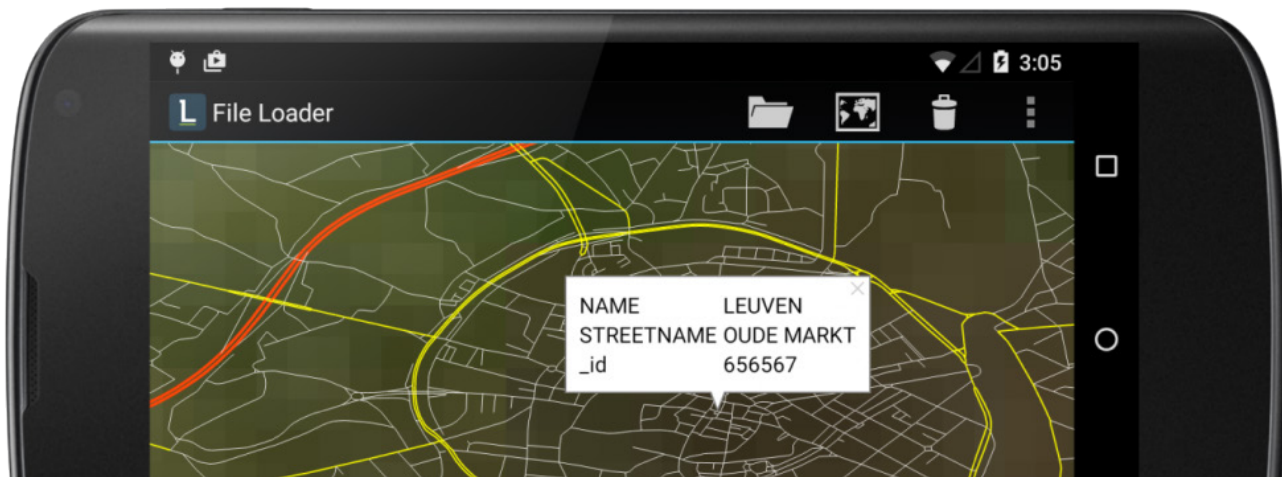 3:05
L File Loader
NAME LEUVEN
STREETNAME OUDE MARKT
_id 656567